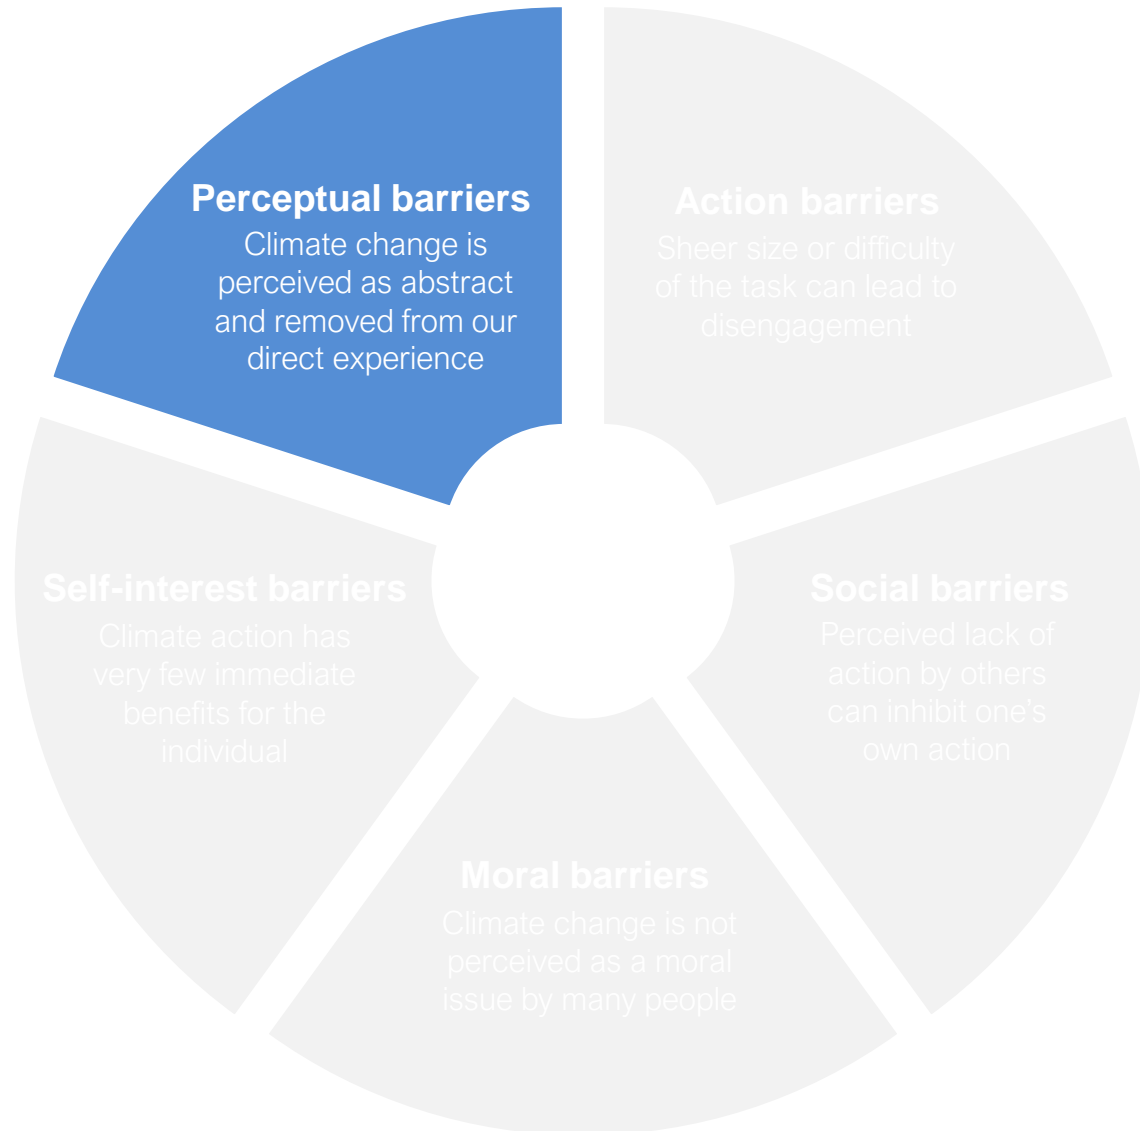 Perceptual barriers
Climate change is
perceived as abstract
and removed from our
direct experience
Action barriers
Sheer size or difficulty
of the task can lead to
disengagement
Self-interest barriers
Climate action has
very few immediate
benefits for the
individual
Social barriers
Perceived lack of
action by others
can inhibit one's
own action
Moral barriers
Climate change is not
perceived as a moral
issue by many people